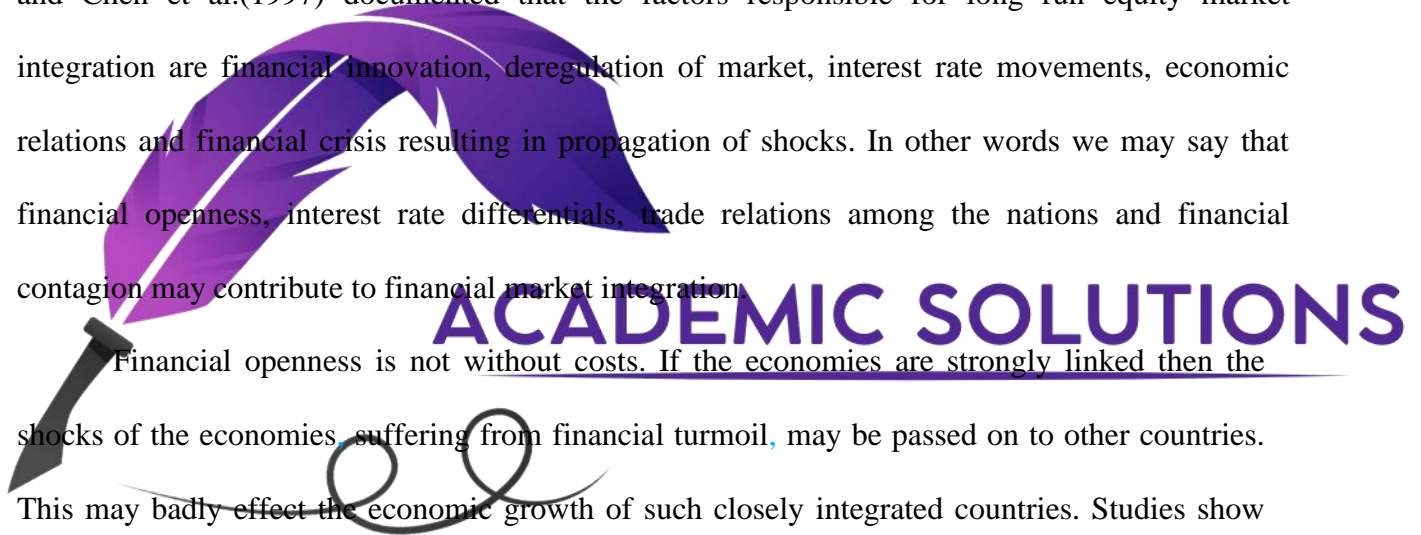 and Chen et al.(1997) documented that the factors responsible for long run equity market
integration are financial innovation, deregulation of market, interest rate movements, economic
relations and financial crisis resulting in propagation of shocks. In other words we may say that
financial openness, interest rate differentials, trade relations among the nations and financial
contagion may contribute to financial market integration.
ACADEMIC SOLUTIONS
Financial openness is not without costs. If the economies are strongly linked then the
shocks of the economies, suffering from financial turmoil, may be passed on to other countries.
This may badly effect the economic growth of such closely integrated countries. Studies show